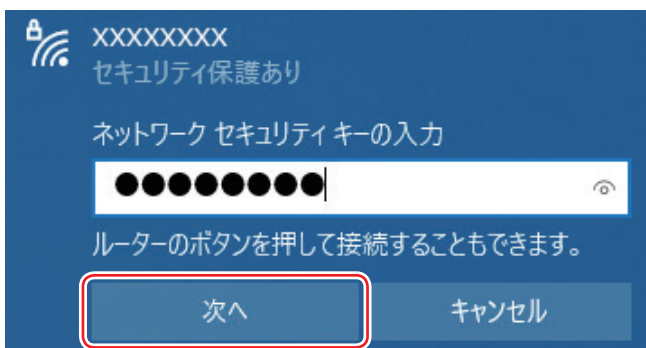 XXXXXXXX
セキュリティ保護あり
ネットワーク セキュリティ キーの入力
●●●●●●●●
ルーターのボタンを押して接続することもできます。
次へ
キャンセル